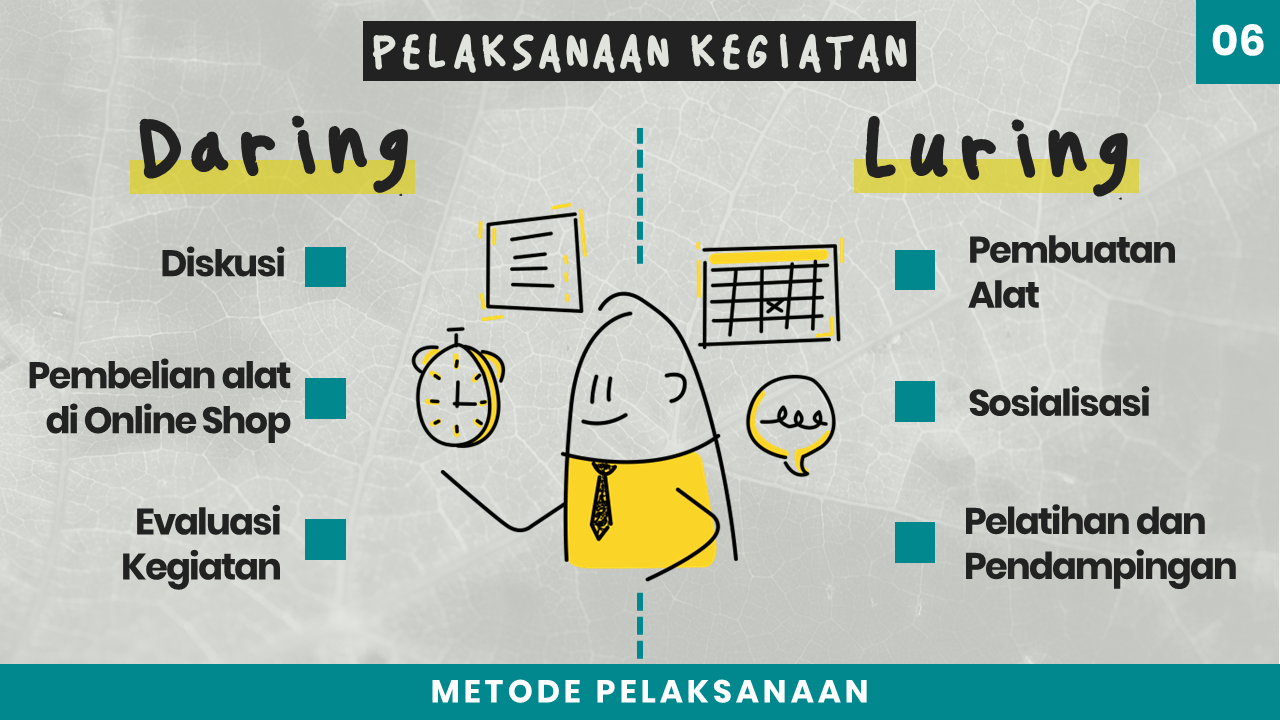 PELAKSANAAN KEGIATAN
06
Daring
Diskusi
Pembelian alat
di Online Shop
Evaluasi
Kegiatan
Luring
Pembuatan
Alat
Sosialisasi
Pelatihan dan
Pendampingan
METODE PELAKSANAAN